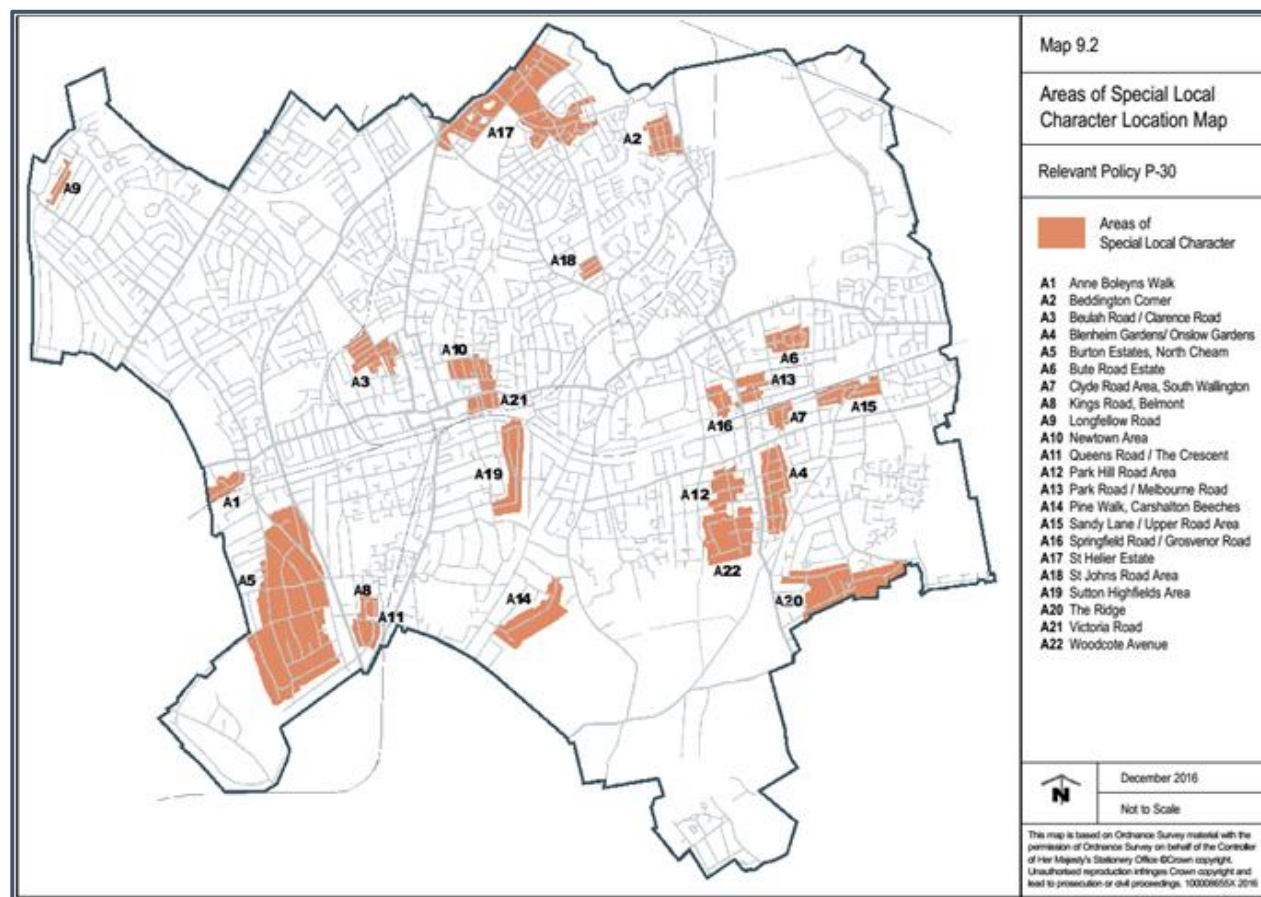 Map 9.2
Areas of Special Local
Character Location Map
Relevant Policy P-30
Areas of
Special Local Character
A1 Anne Boleyns Walk
A2 Beddington Corner
A3 Beulah Road / Clarence Road
A4 Blenheim Gardens/ Onslow Gardens
A5 Burton Estates, North Cheam
A6 Bute Road Estate
A7 Clyde Road Area, South Wallington
A8 Kings Road, Belmont
A9 Longfellow Road
A10 Newtown Area
A11 Queens Road / The Crescent
A12 Park Hill Road Area
A13 Park Road / Melbourne Road
A14 Pine Walk, Carshalton Beeches
A15 Sandy Lane / Upper Road Area
A16 Springfield Road / Grosvenor Road
A17 St Helier Estate
A18 St Johns Road Area
A19 Sutton Highfields Area
A20 The Ridge
A21 Victoria Road
A22 Woodcote Avenue
N
December 2016
Not to Scale
This map is based on Ordnance Survey material with the
permission of Ordnance Survey on behalf of the Controller
of Her Majesty's Stationery Office ©Crown copyright.
Unauthorised reproduction infringes Crown copyright and
lead to prosecution or civil proceedings. 100008655X 2016
A17
A2
A9
A18
A3
A10
A6
A13
A21
A16
A7
A15
A19
A1
A12
A4
A5
A22
A8
A11
A14
A20